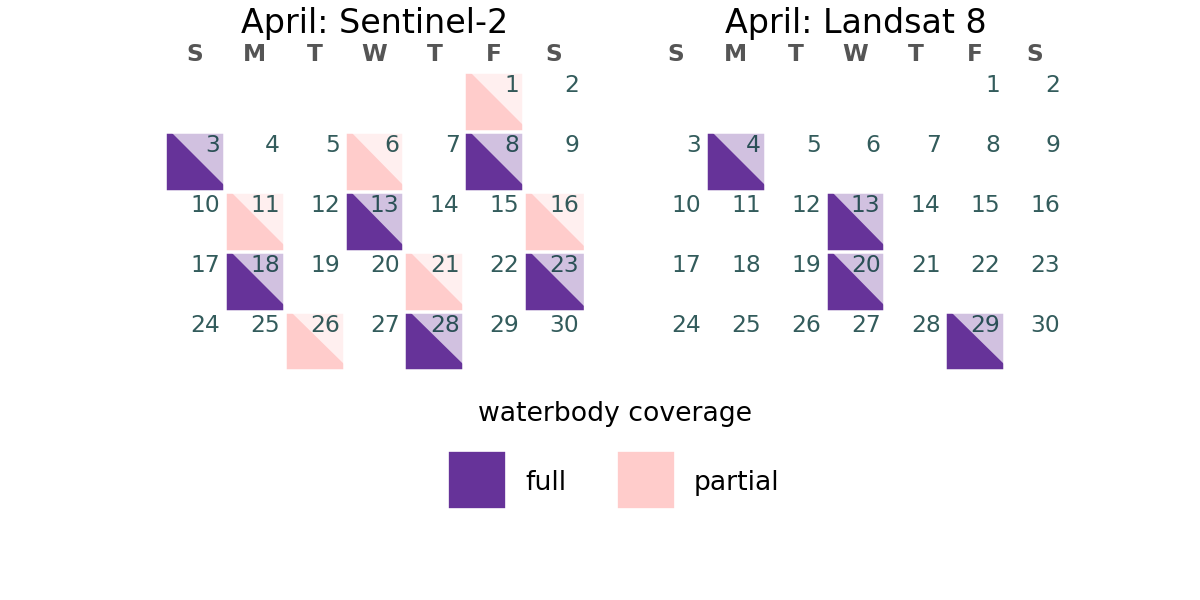 April: Sentinel-2
S M T W T F S
1 2
3 4 5 6 7 8 9
10 11 12 13 14 15 16
17 18 19 20 21 22 23
24 25 26 27 28 29 30
April: Landsat 8
S M T W T F S
1 2
3 4 5 6 7 8 9
10 11 12 13 14 15 16
17 18 19 20 21 22 23
24 25 26 27 28 29 30
waterbody coverage
full
partial